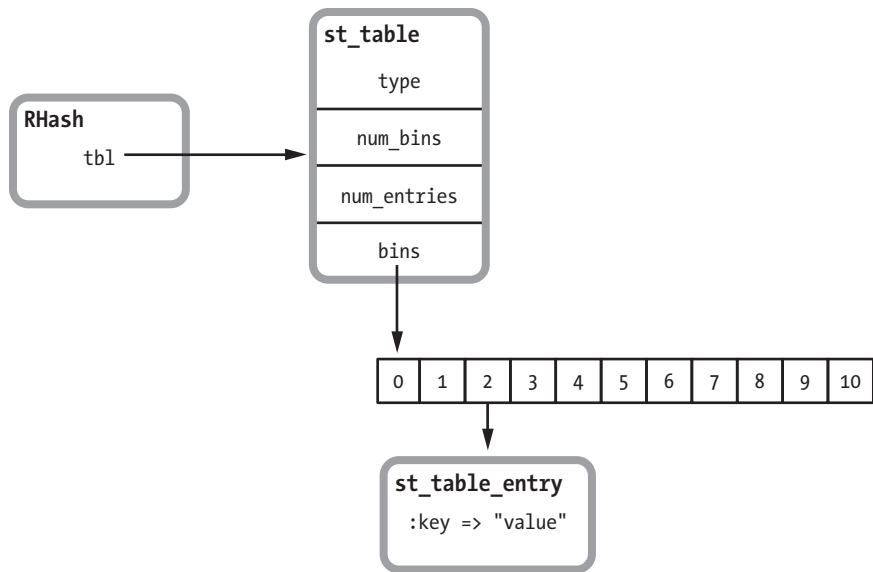 st_table
type
num_bins
num_entries
bins
RHash
tbl
0 1 2 3 4 5 6 7 8 9 10
st_table_entry
:key => "value"